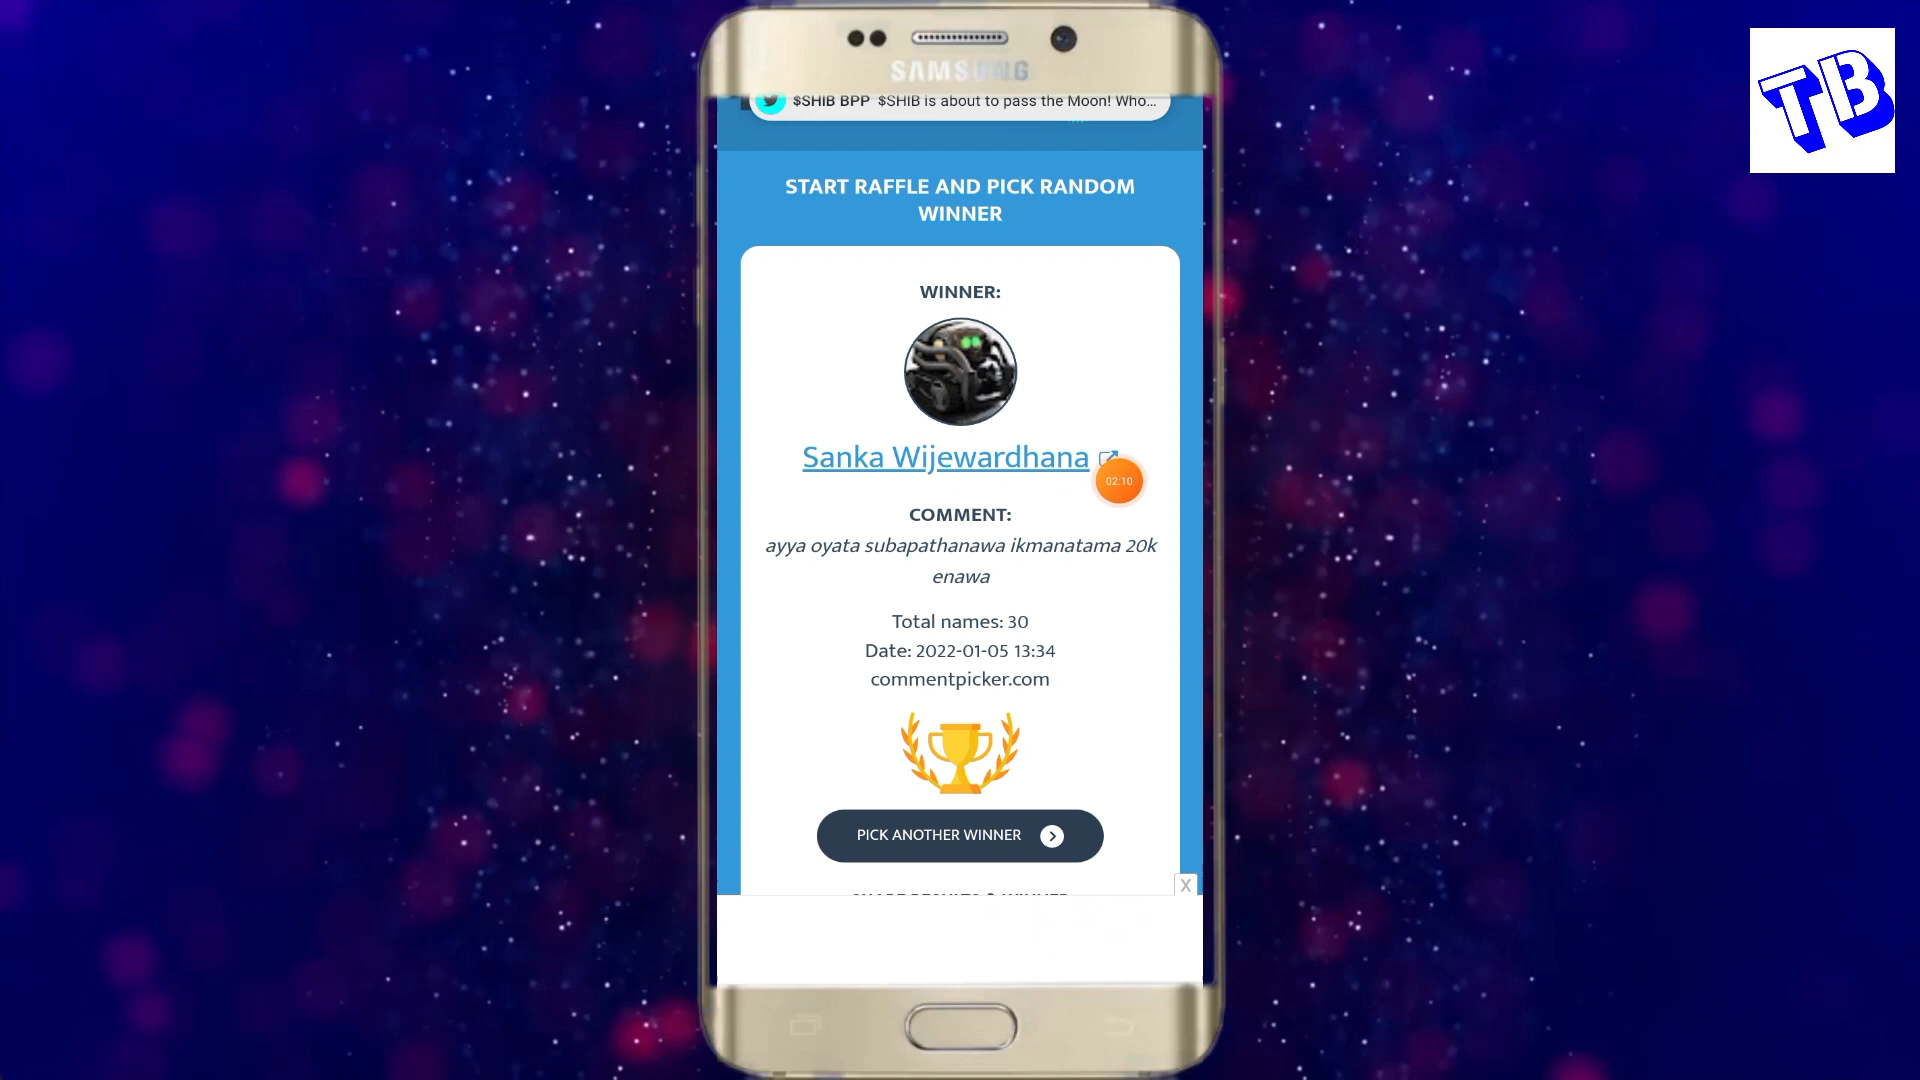 SAMSUNG
TB
$SHIB BPP $SHIB is about to pass the Moon! Who...
START RAFFLE AND PICK RANDOM
WINNER
WINNER:
Sanka Wijewardhana
02:10
COMMENT:
ayya oyata subapathanawa ikmanatama 20k
enawa
Total names: 30
Date: 2022-01-05 13:34
commentpicker.com
PICK ANOTHER WINNER
X